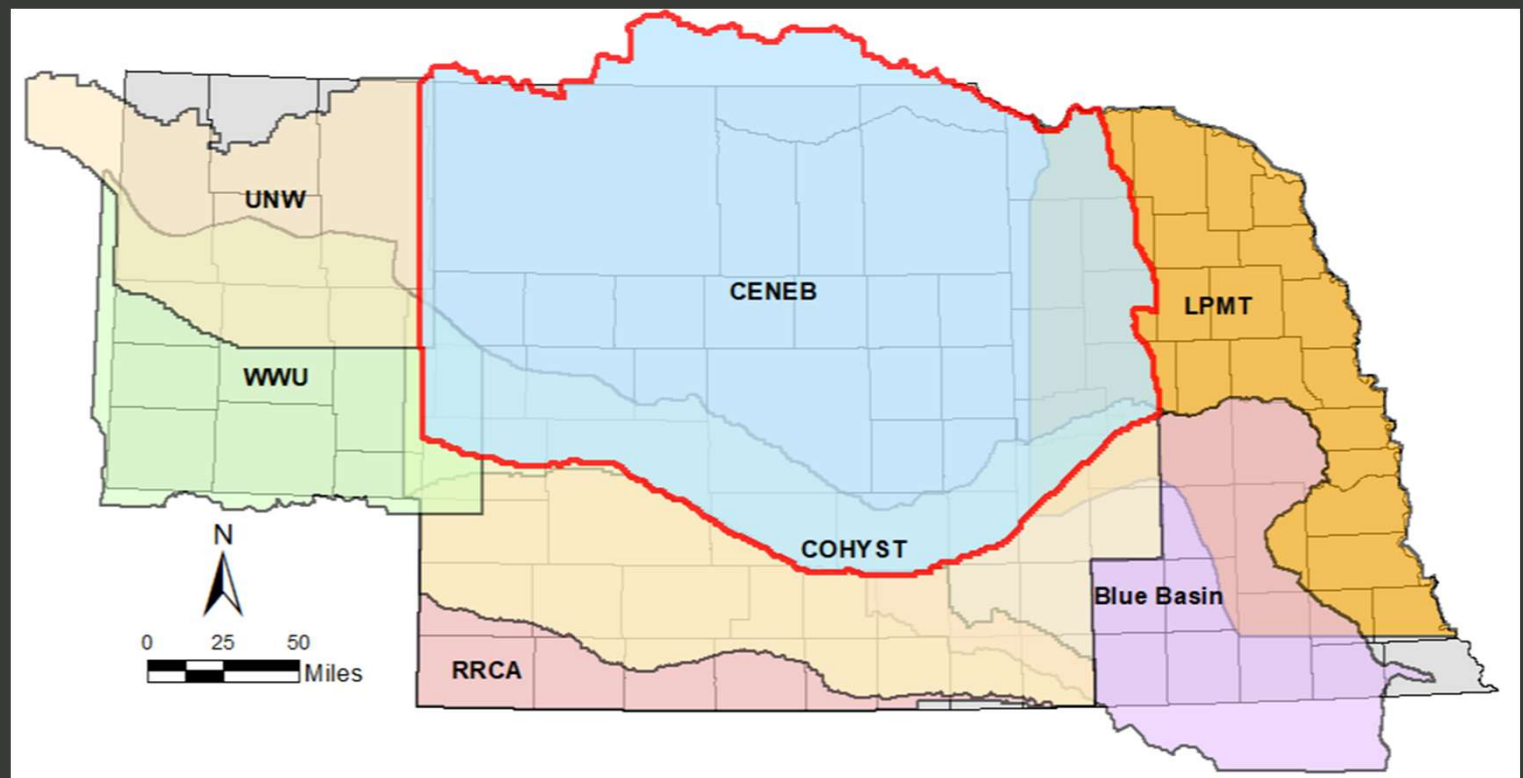 UNW
CENEB
LPMT
WWU
COHYST
N
Blue Basin
0 25 50
Miles
RRCA